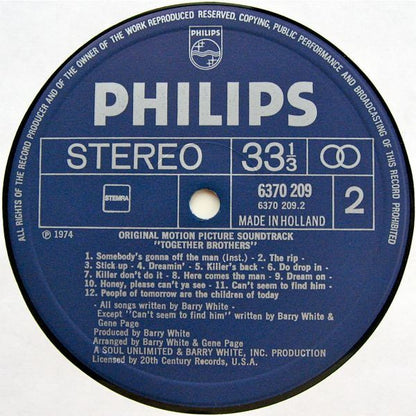 ALL RIGHTS OF THE RECORD PRODUCER AND OF THE OWNER OF THE WORK REPRODUCED RESERVED. COPYING, PUBLIC PERFORMANCE AND BROADCASTING OF THIS RECORD PROHIBITED
PHILIPS
PHILIPS
STEREO 33 1/3
STEMRA
6370 209
6370 209.2
MADE IN HOLLAND
2
℗ 1974
ORIGINAL MOTION PICTURE SOUNDTRACK
"TOGETHER BROTHERS"
1. Somebody's gonna off the man (Inst.) - 2. The rip -
3. Stick up - 4. Dreamin' - 5. Killer's back - 6. Do drop in -
7. Killer don't do it - 8. Here comes the man - 9. Dream on -
10. Honey, please can't ya see - 11. Can't seem to find him -
12. People of tomorrow are the children of today
- All songs written by Barry White -
Except "Can't seem to find him" written by Barry White &
Gene Page
Produced by Barry White
Arranged by Barry White & Gene Page
A SOUL UNLIMITED & BARRY WHITE, INC. PRODUCTION
Licensed by 20th Century Records, U.S.A.